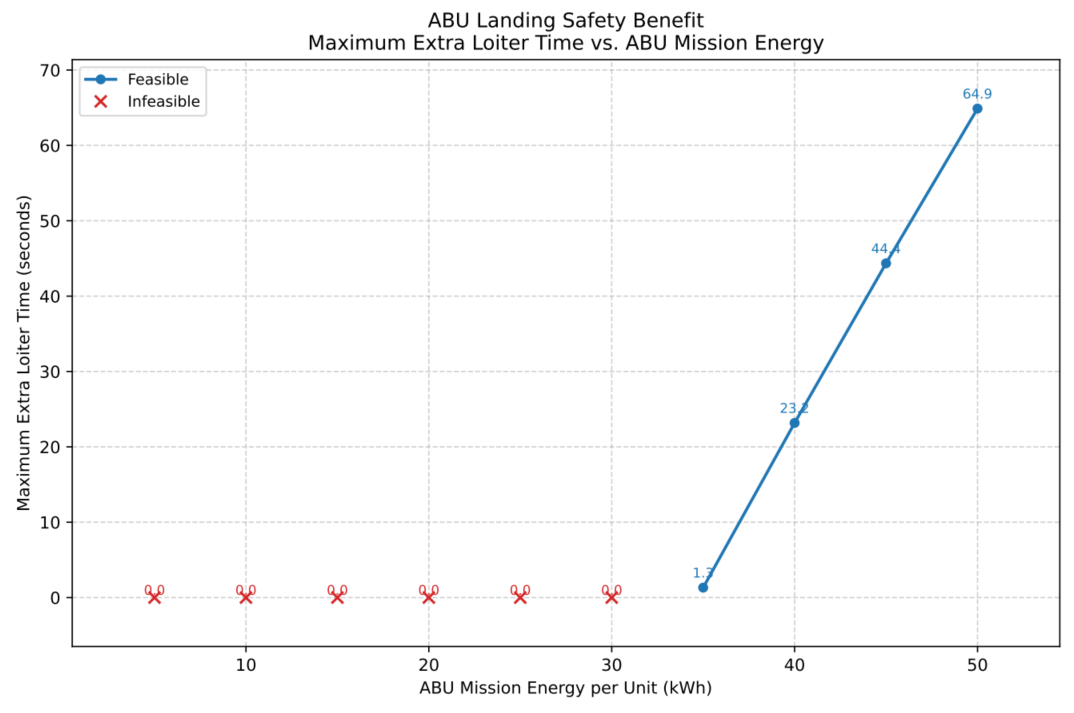 ABU Landing Safety Benefit
Maximum Extra Loiter Time vs. ABU Mission Energy
Feasible
Infeasible
Maximum Extra Loiter Time (seconds)
70
60
50
40
30
20
10
0
64.9
44.4
23.2
1.3
0.0 0.0 0.0 0.0 0.0 0.0
10 20 30 40 50
ABU Mission Energy per Unit (kWh)